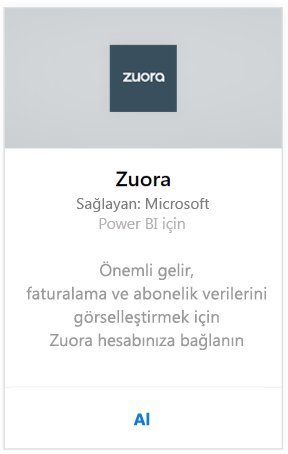 zuora
Zuora
Sağlayan: Microsoft
Power BI için
Önemli gelir,
faturalama ve abonelik verilerini
görselleştirmek için
Zuora hesabınıza bağlanın
Al